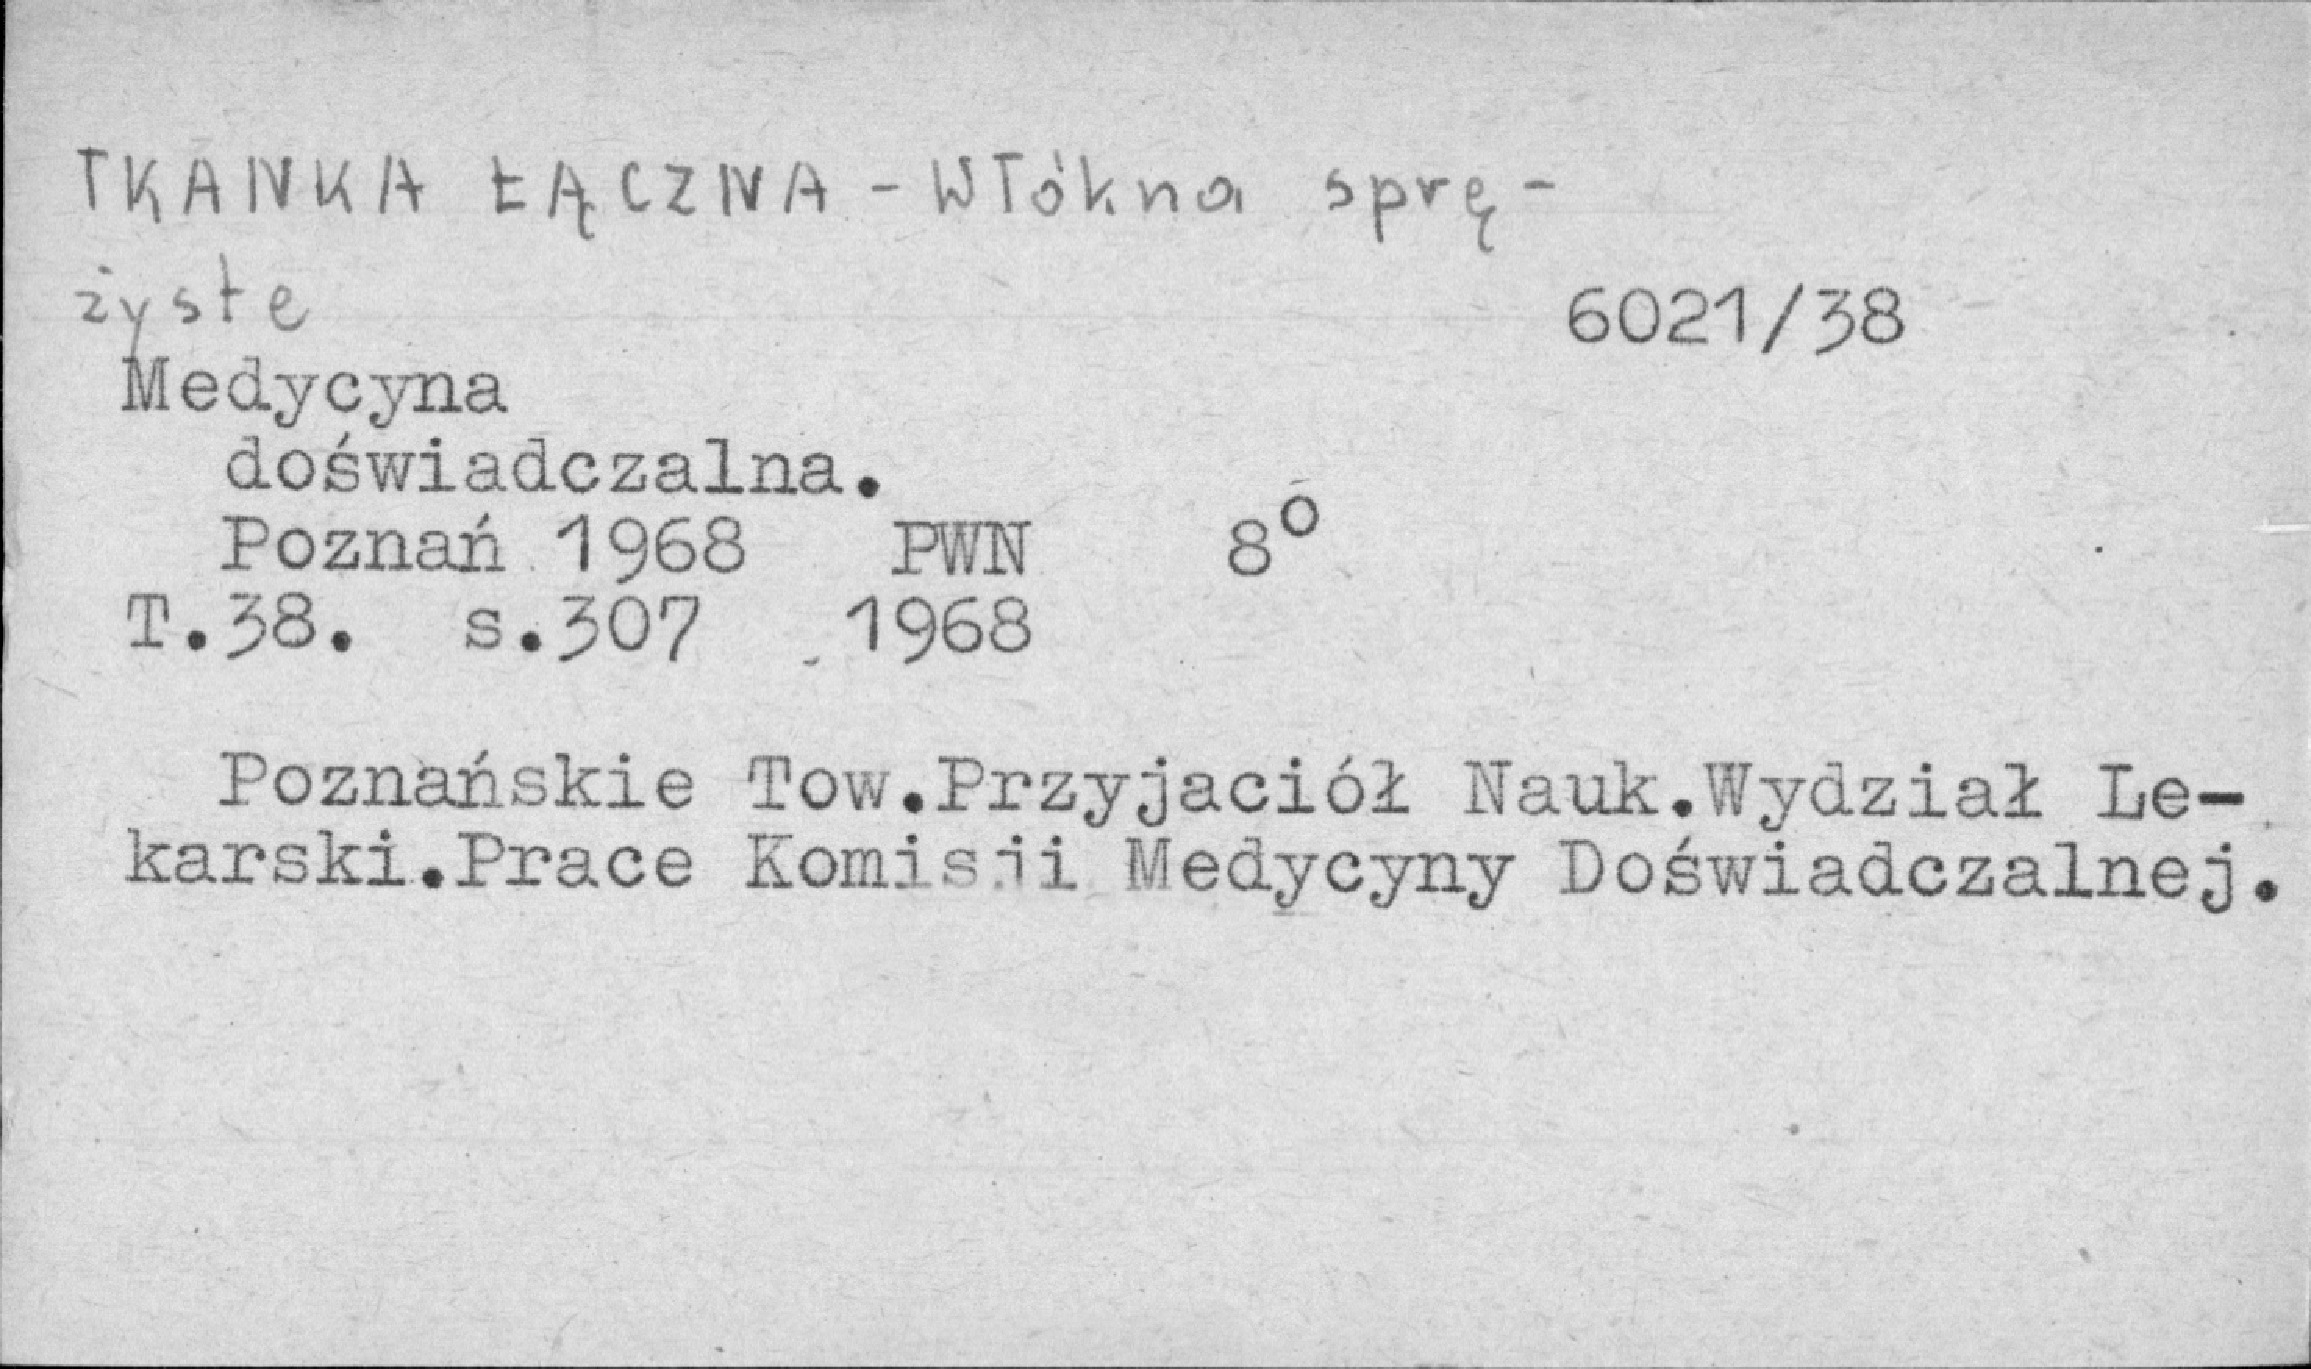 TKANKA ŁĄCZNA - Włókna sprę-
żyste
6021/38
Medycyna
doświadczalna.
Poznań 1968 PWN 8°
T.38. s.307 1968
Poznańskie Tow.Przyjaciół Nauk.Wydział Le-
karski.Prace Komisji Medycyny Doświadczalnej.